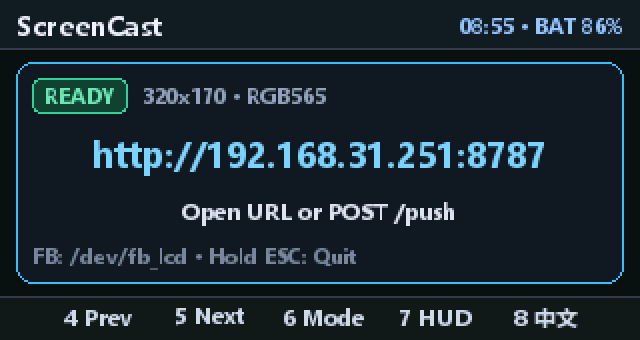 ScreenCast 08:55 • BAT 86%
READY 320x170 • RGB565
http://192.168.31.251:8787
Open URL or POST /push
FB: /dev/fb_lcd • Hold ESC: Quit
4 Prev 5 Next 6 Mode 7 HUD 8 中文